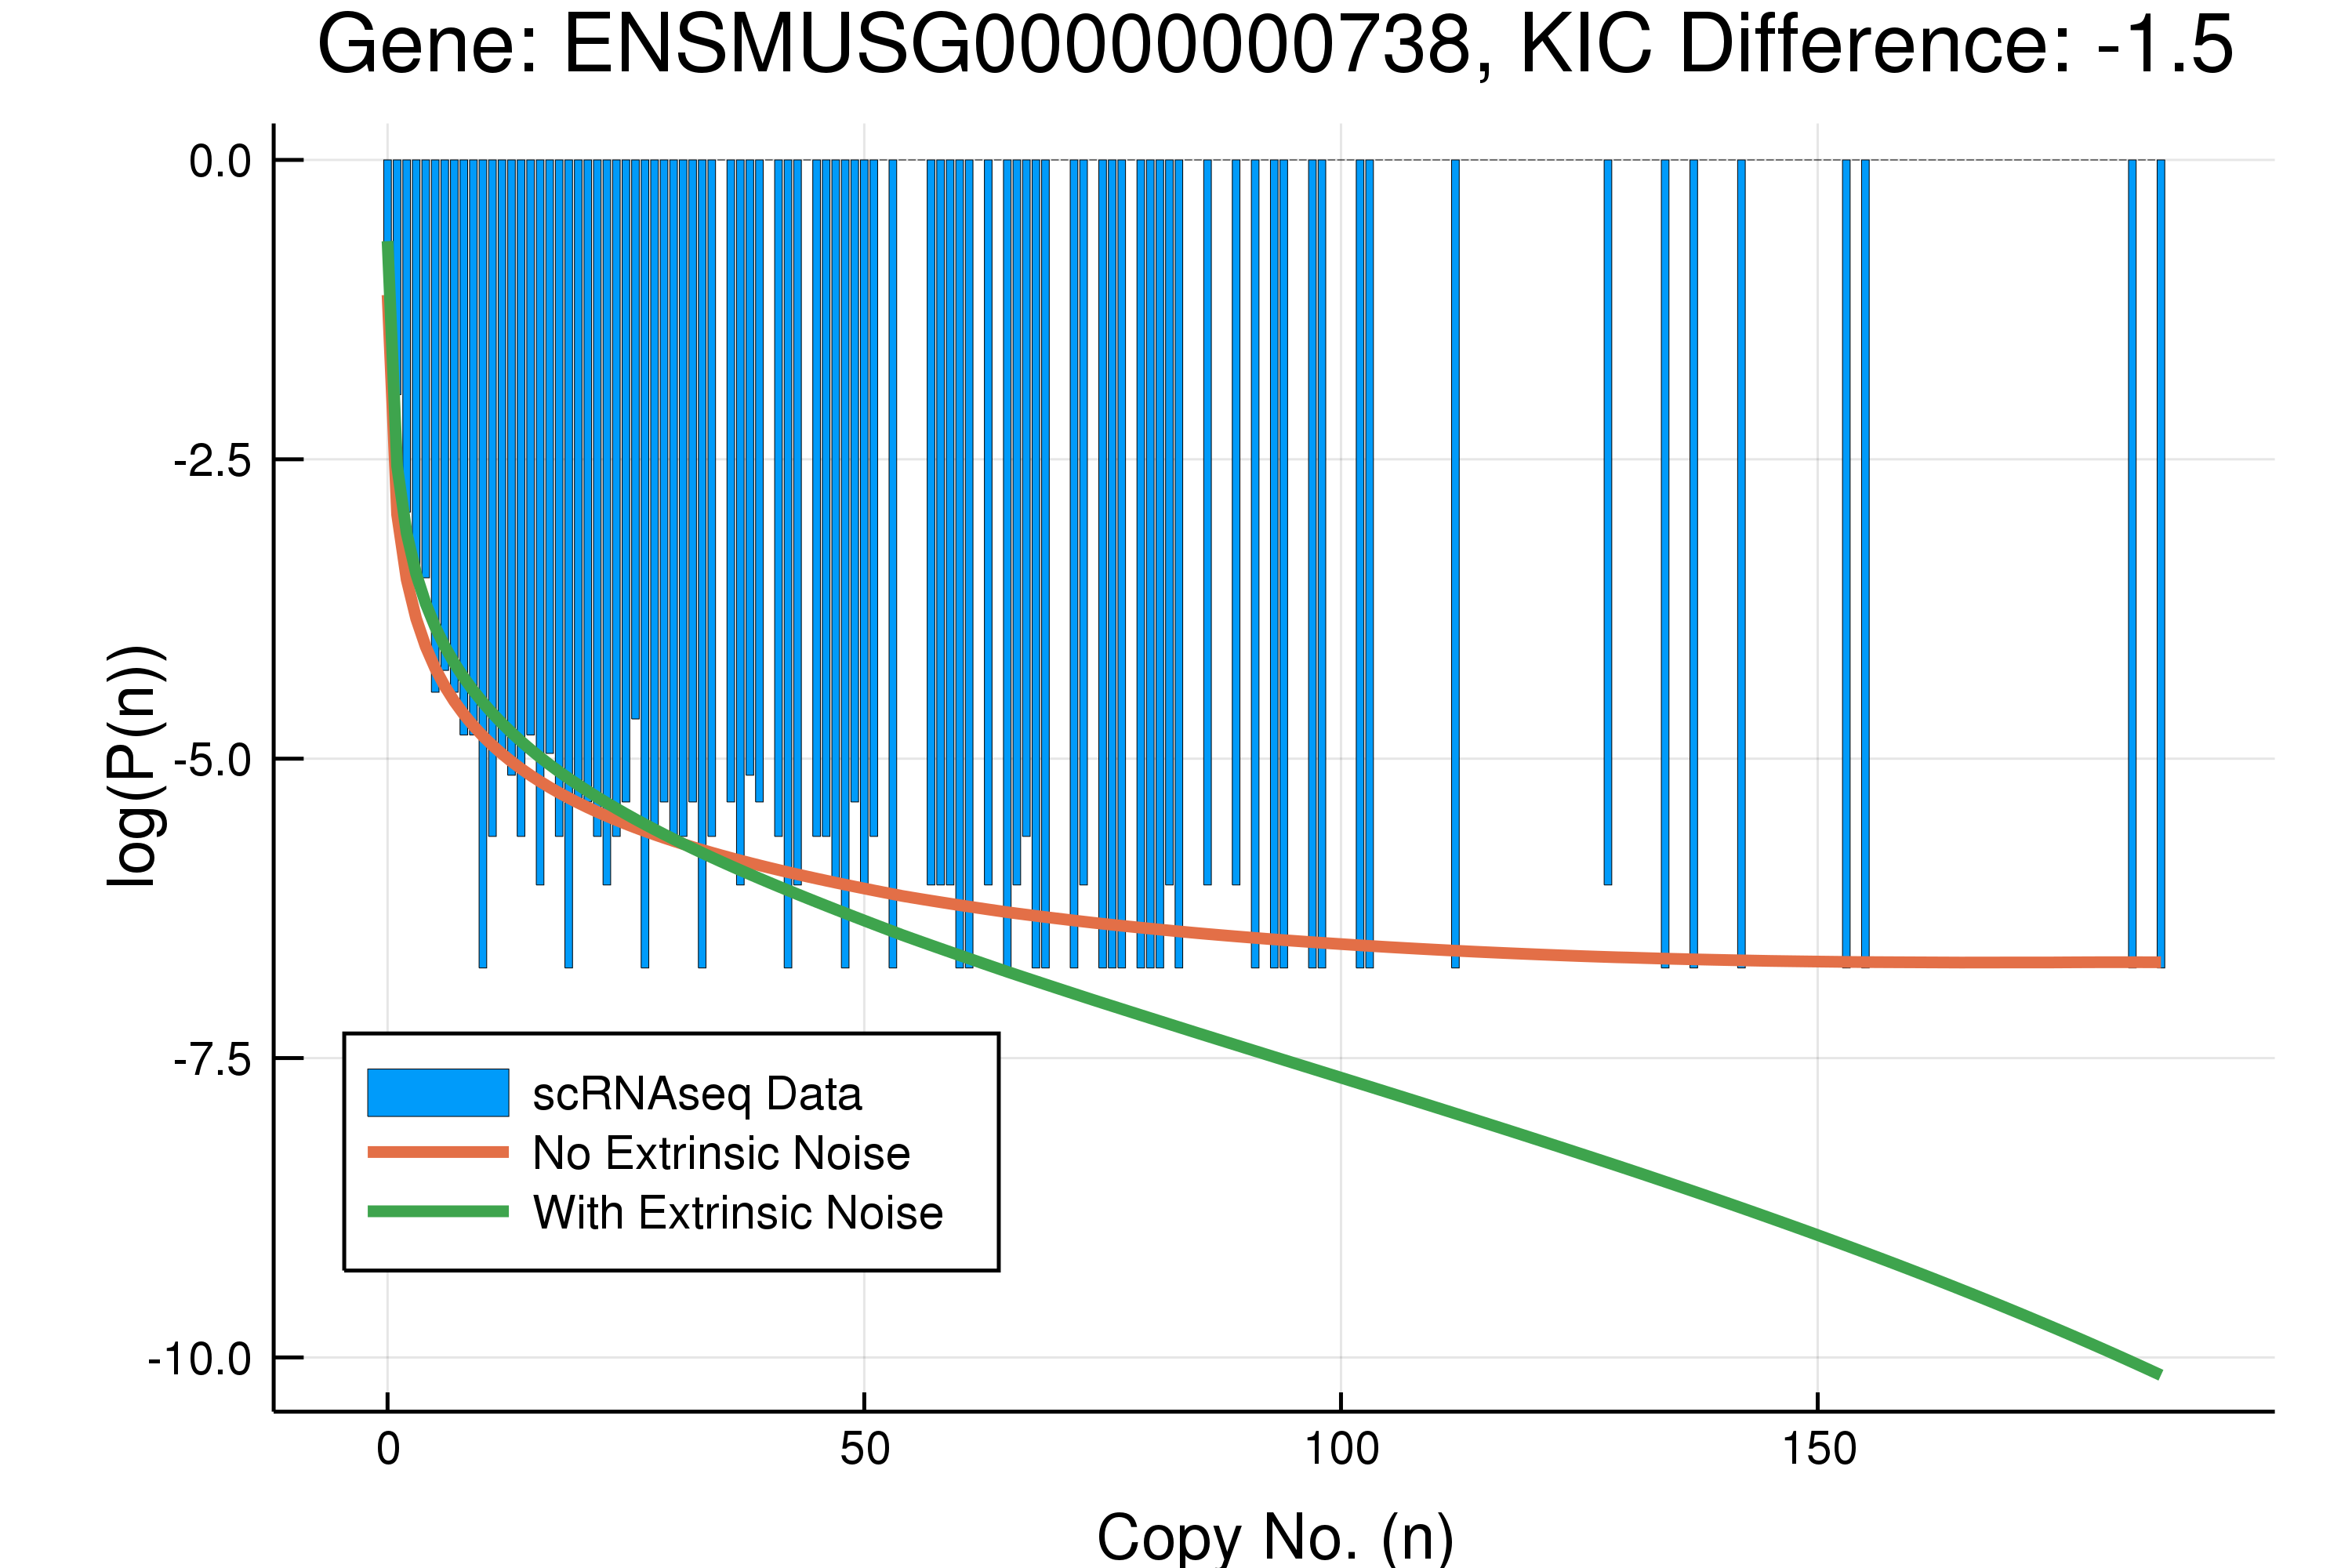 Gene: ENSMUSG00000000738, KIC Difference: -1.5
0.0
-2.5
-5.0
-7.5
-10.0
log(P(n))
scRNAseq Data
No Extrinsic Noise
With Extrinsic Noise
0 50 100 150
Copy No. (n)